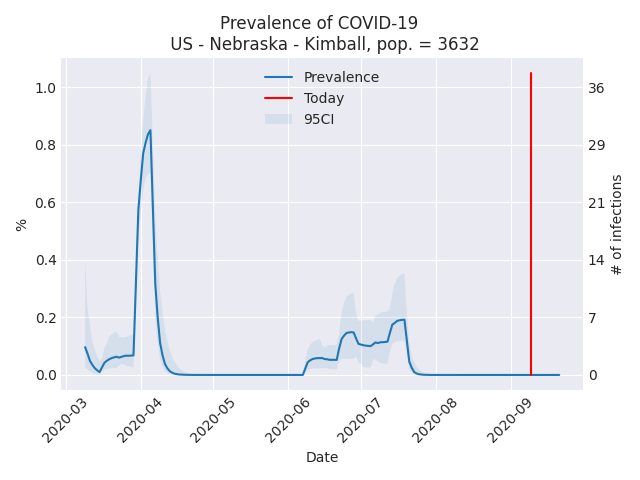 Prevalence of COVID-19
US - Nebraska - Kimball, pop. = 3632
Prevalence
Today
95CI
%
1.0
0.8
0.6
0.4
0.2
0.0
36
29
21
14
7
0
# of infections
2020-03
2020-04
2020-05
2020-06
2020-07
2020-08
2020-09
Date